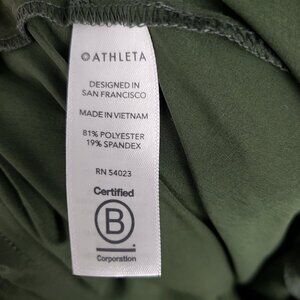 ATHLETA
DESIGNED IN
SAN FRANCISCO
MADE IN VIETNAM
81% POLYESTER
19% SPANDEX
RN 54023
Certified
B
Corporation